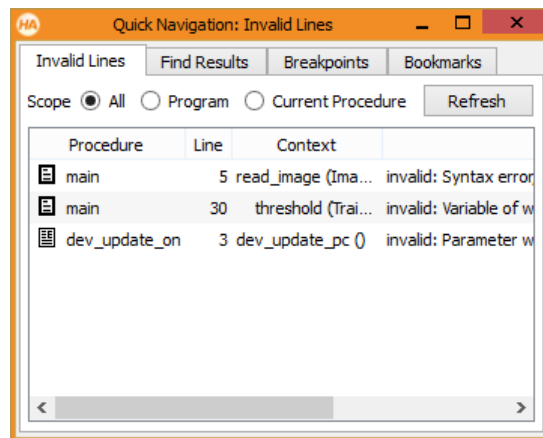 HA Quick Navigation: Invalid Lines
Invalid Lines Find Results Breakpoints Bookmarks
Scope All Program Current Procedure Refresh
Procedure Line Context
main 5 read_image (Ima... invalid: Syntax error,
main 30 threshold (Trai... invalid: Variable of w
dev_update_on 3 dev_update_pc () invalid: Parameter w